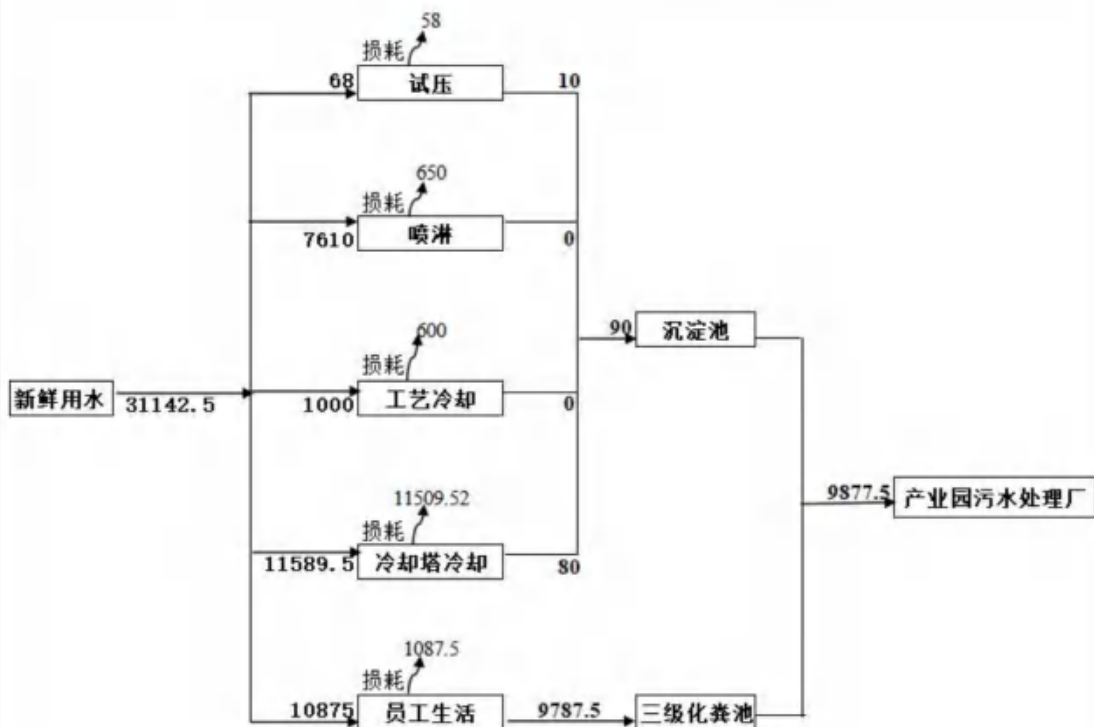 58
损耗
68
试压
10
650
损耗
7610
喷淋
0
600
损耗
90
沉淀池
新鲜用水
31142.5
1000
工艺冷却
0
11509.52
损耗
9877.5
产业园污水处理厂
11589.5
冷却塔冷却
80
1087.5
损耗
10875
员工生活
9787.5
三级化粪池